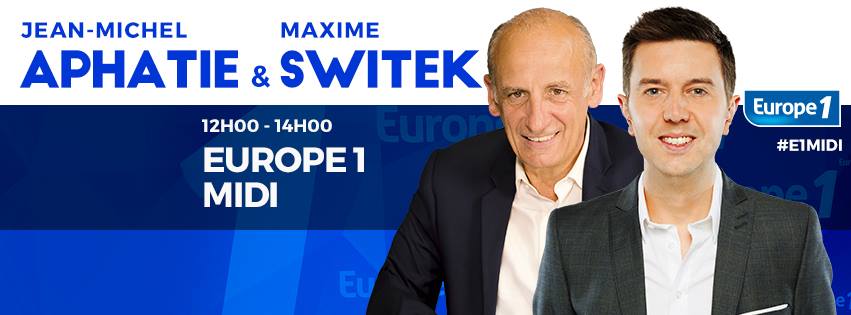 JEAN-MICHEL MAXIME
APHATIE & SWITEK
12H00 - 14H00
EUROPE 1
MIDI
Europe 1
#E1MIDI